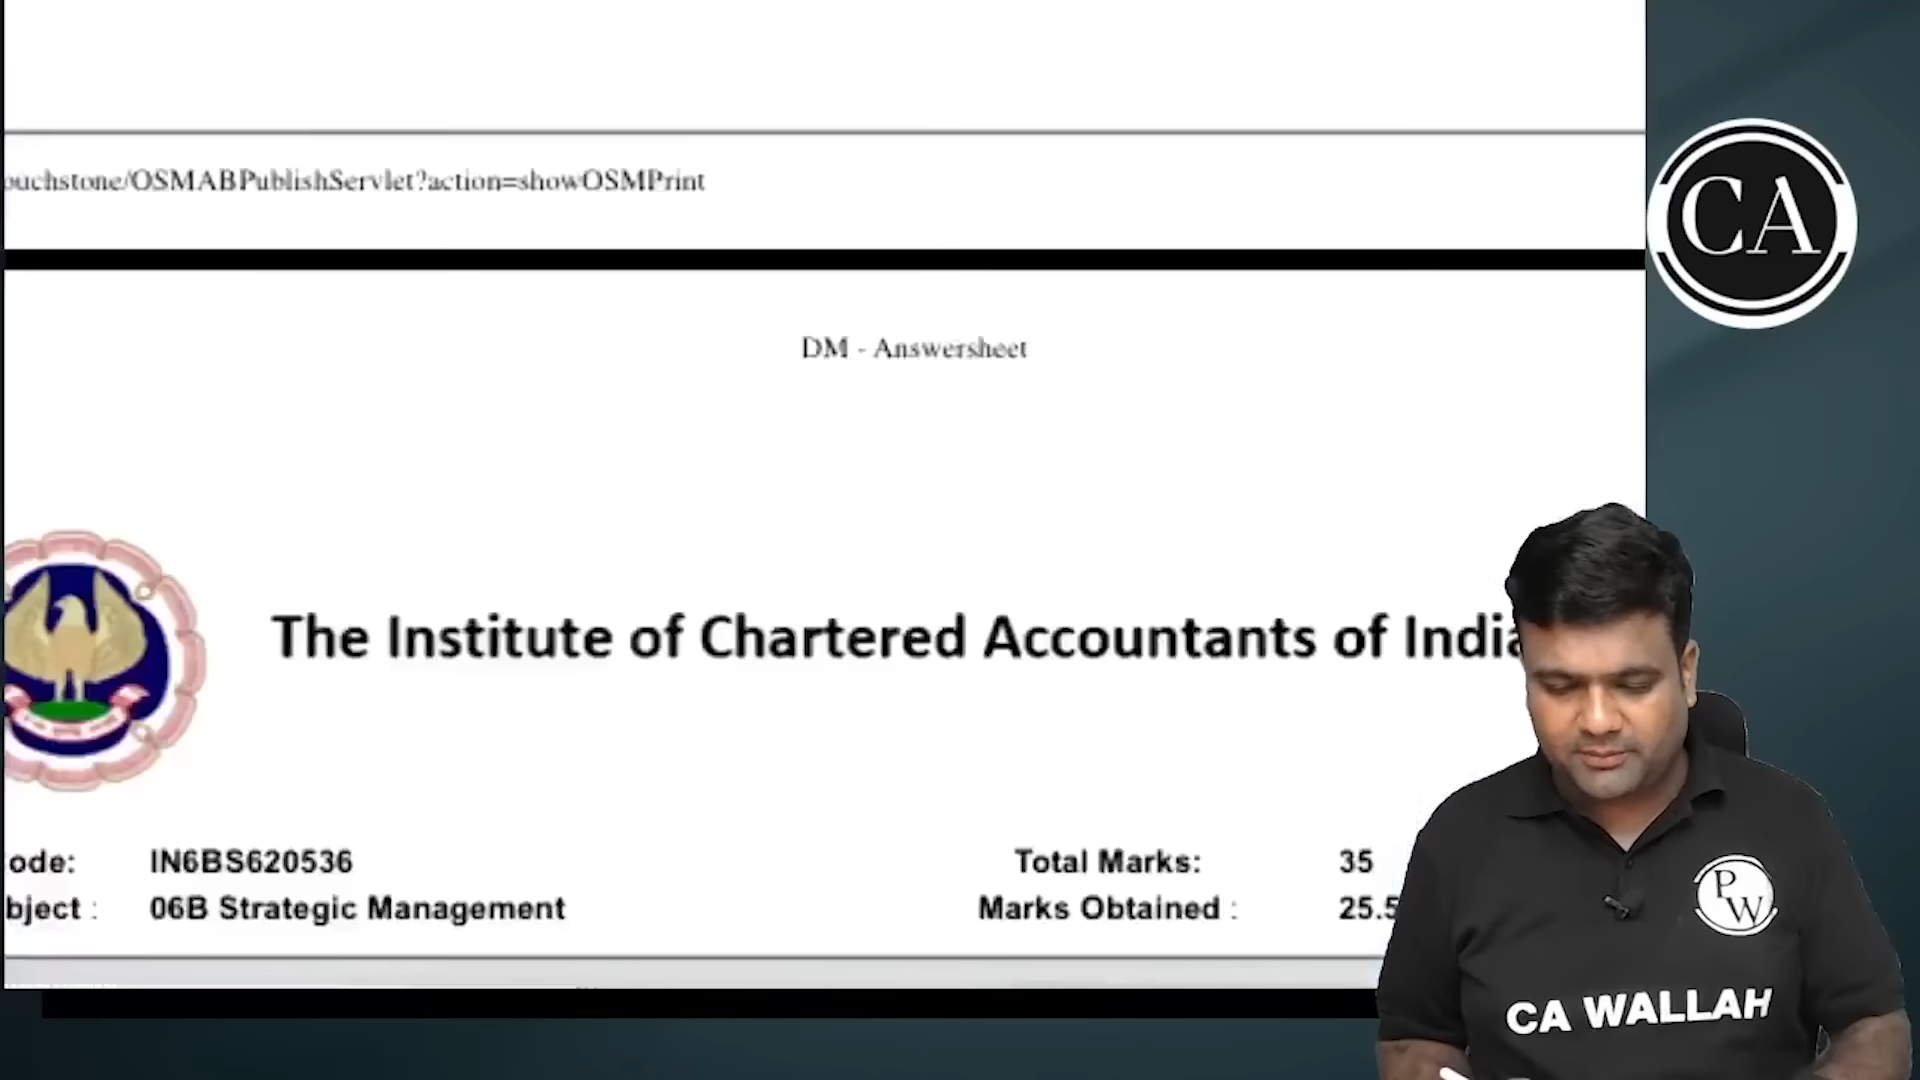 ouchstone/OSMABPublishServlet?action=showOSMPrint
CA
DM - Answersheet
The Institute of Chartered Accountants of India
ode: IN6BS620536 Total Marks: 35
bject : 06B Strategic Management Marks Obtained : 25.5
PW
CA WALLAH